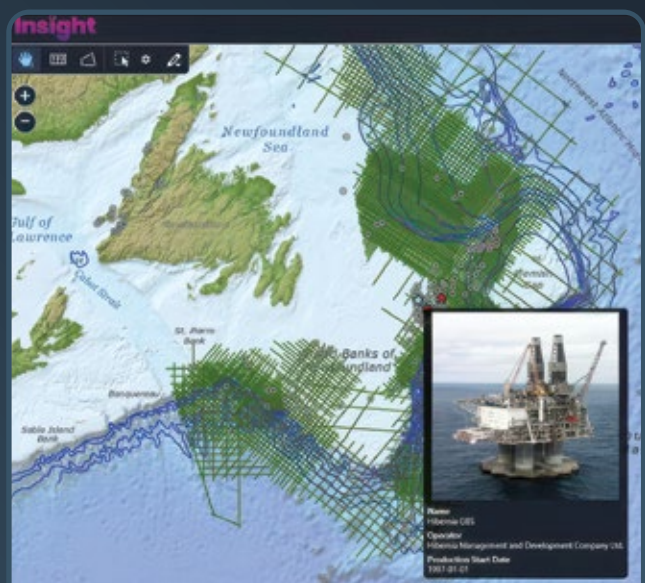 Insight
Newfoundland
Sea
Gulf of
Lawrence
Cabot Strait
St. Pierre
Bank
Banquereau
Sable Island
Bank
Banks of
Name
Hibernia GBS
Operator
Hibernia Management and Development Company Ltd.
Production Start Date
1997-01-01